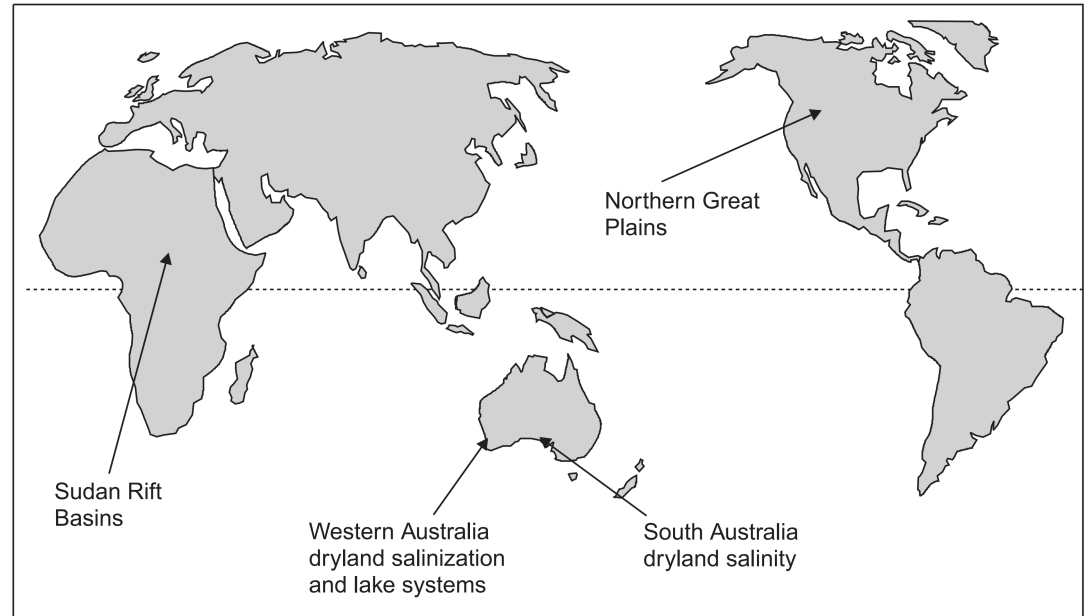 Northern Great
Plains
Sudan Rift
Basins
Western Australia
dryland salinization
and lake systems
South Australia
dryland salinity